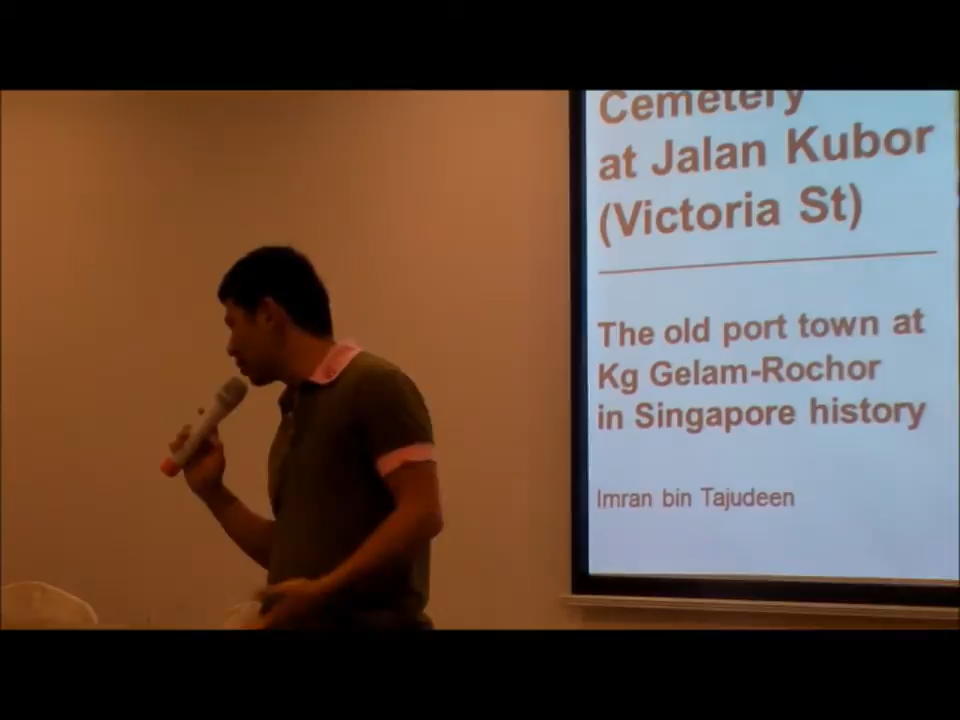 Cemetery
at Jalan Kubor
(Victoria St)
The old port town at
Kg Gelam-Rochor
in Singapore history
Imran bin Tajudeen